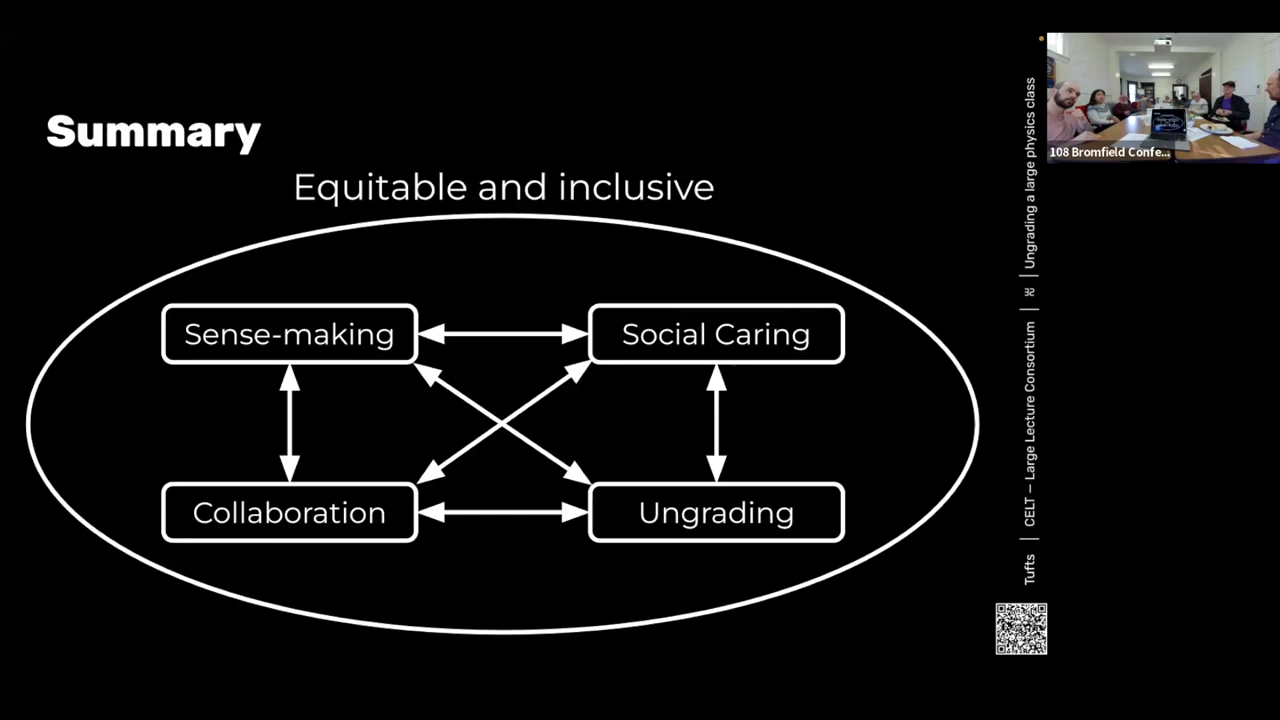 Summary
Equitable and inclusive
Sense-making
Social Caring
Collaboration
Ungrading
Tufts | CELT – Large Lecture Consortium | | Ungrading a large physics class
108 Bromfield Confe...